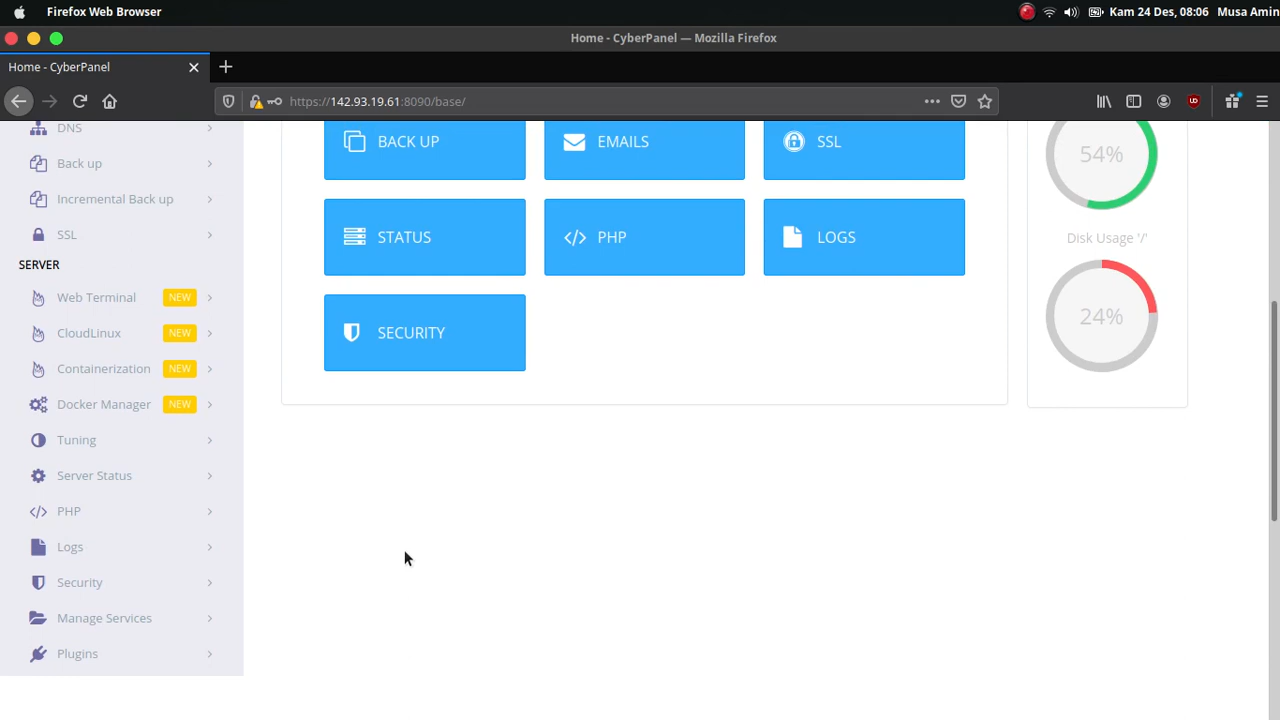 Firefox Web Browser
Kam 24 Des, 08:06 Musa Amin
Home - CyberPanel — Mozilla Firefox
Home - CyberPanel
https://142.93.19.61:8090/base/
DNS
Back up
Incremental Back up
SSL
SERVER
Web Terminal NEW
CloudLinux NEW
Containerization NEW
Docker Manager NEW
Tuning
Server Status
PHP
Logs
Security
Manage Services
Plugins
BACK UP
EMAILS
SSL
STATUS
PHP
LOGS
SECURITY
54%
Disk Usage '/'
24%